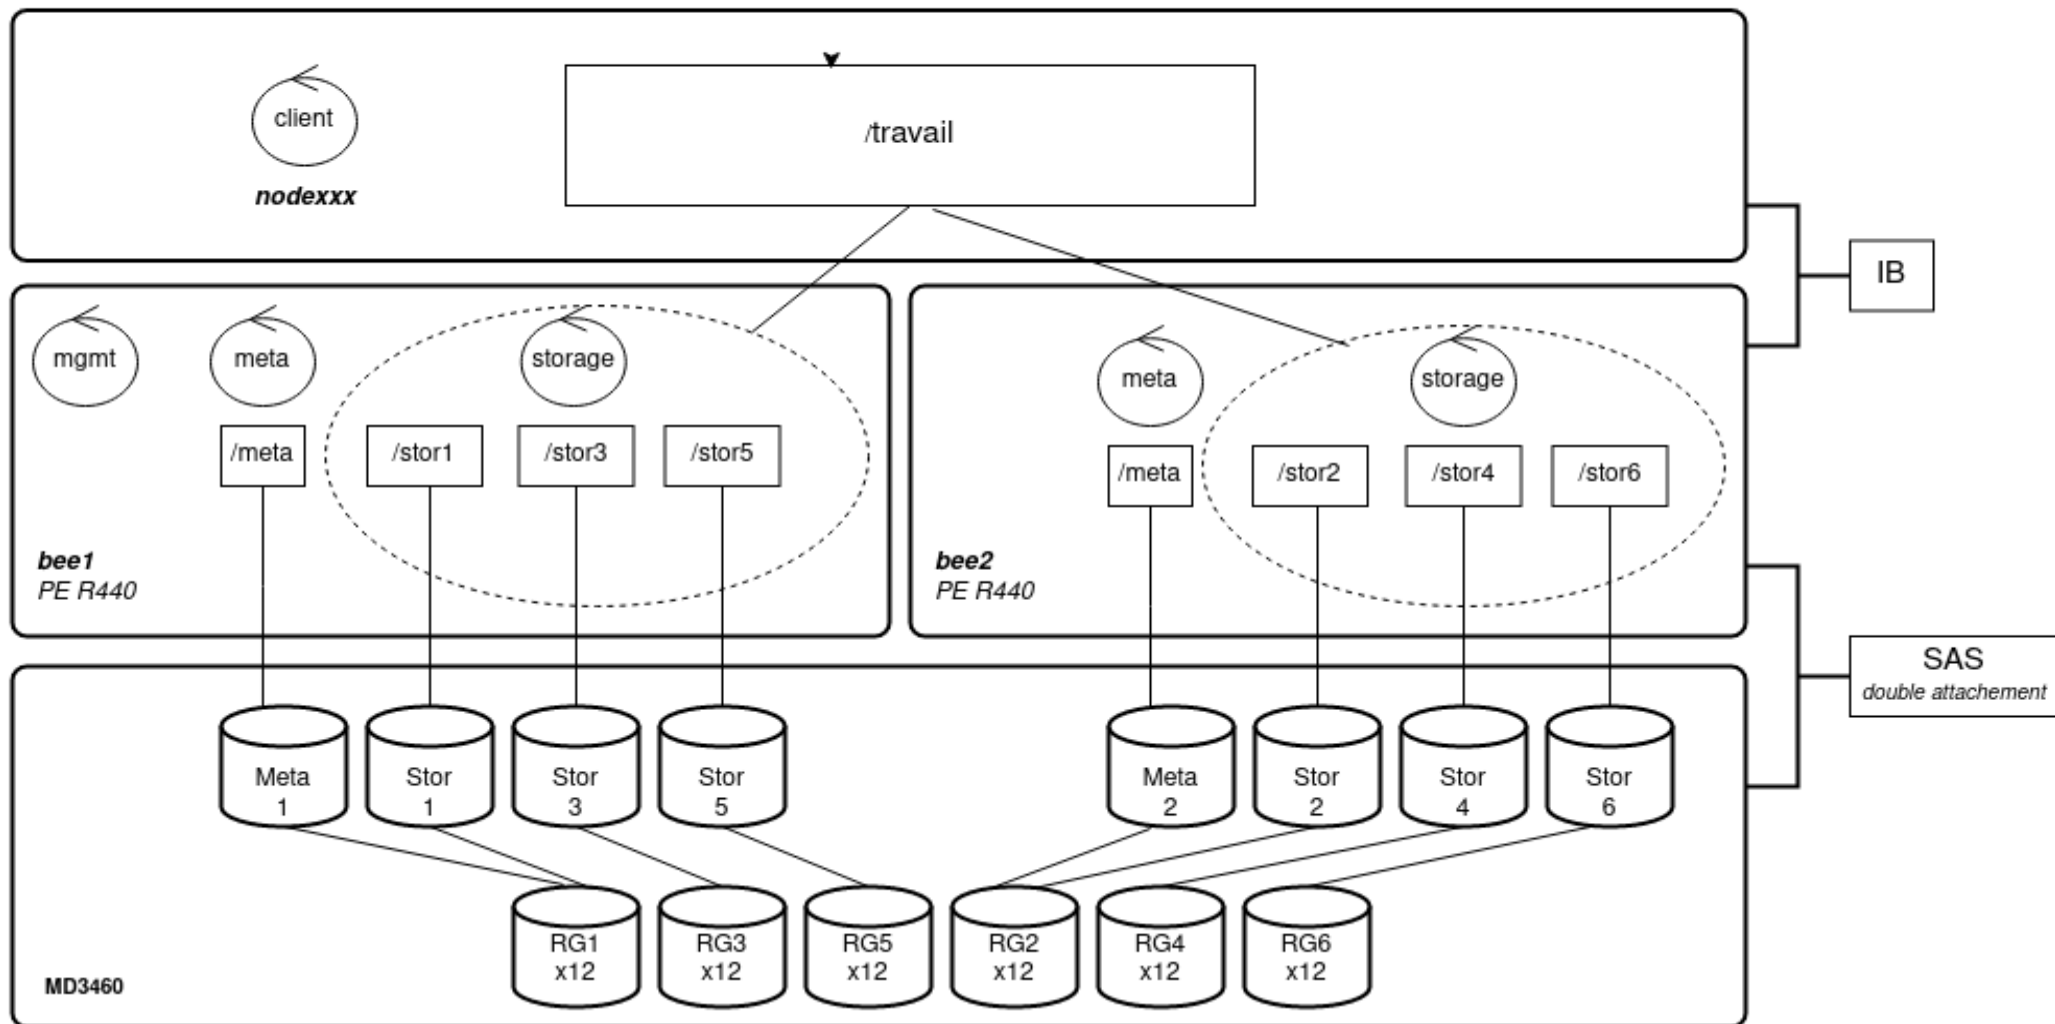 client
/travail
nodexxx
IB
mgmt
meta
storage
meta
storage
/meta
/stor1
/stor3
/stor5
/meta
/stor2
/stor4
/stor6
bee1
PE R440
bee2
PE R440
SAS
double attachement
Meta
1
Stor
1
Stor
3
Stor
5
Meta
2
Stor
2
Stor
4
Stor
6
RG1
x12
RG3
x12
RG5
x12
RG2
x12
RG4
x12
RG6
x12
MD3460